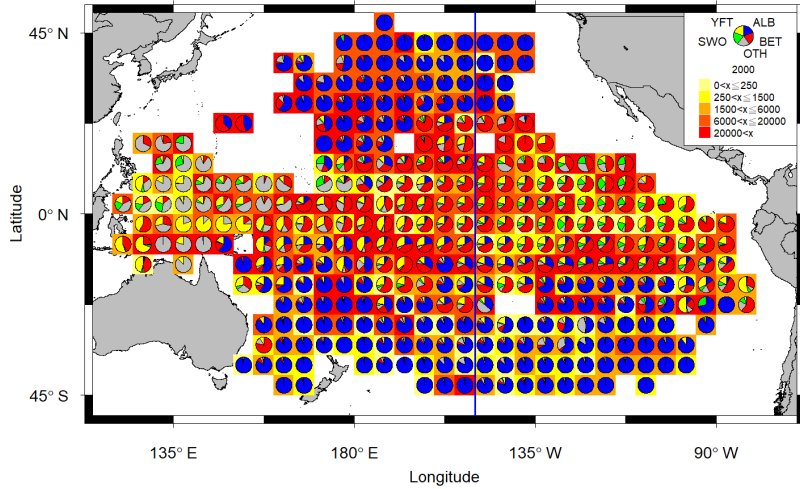 45° N
0° N
45° S
Latitude
135° E
180° E
135° W
90° W
Longitude
YFT ALB
SWO BET
OTH
2000
0<x≤250
250<x≤1500
1500<x≤6000
6000<x≤20000
20000<x